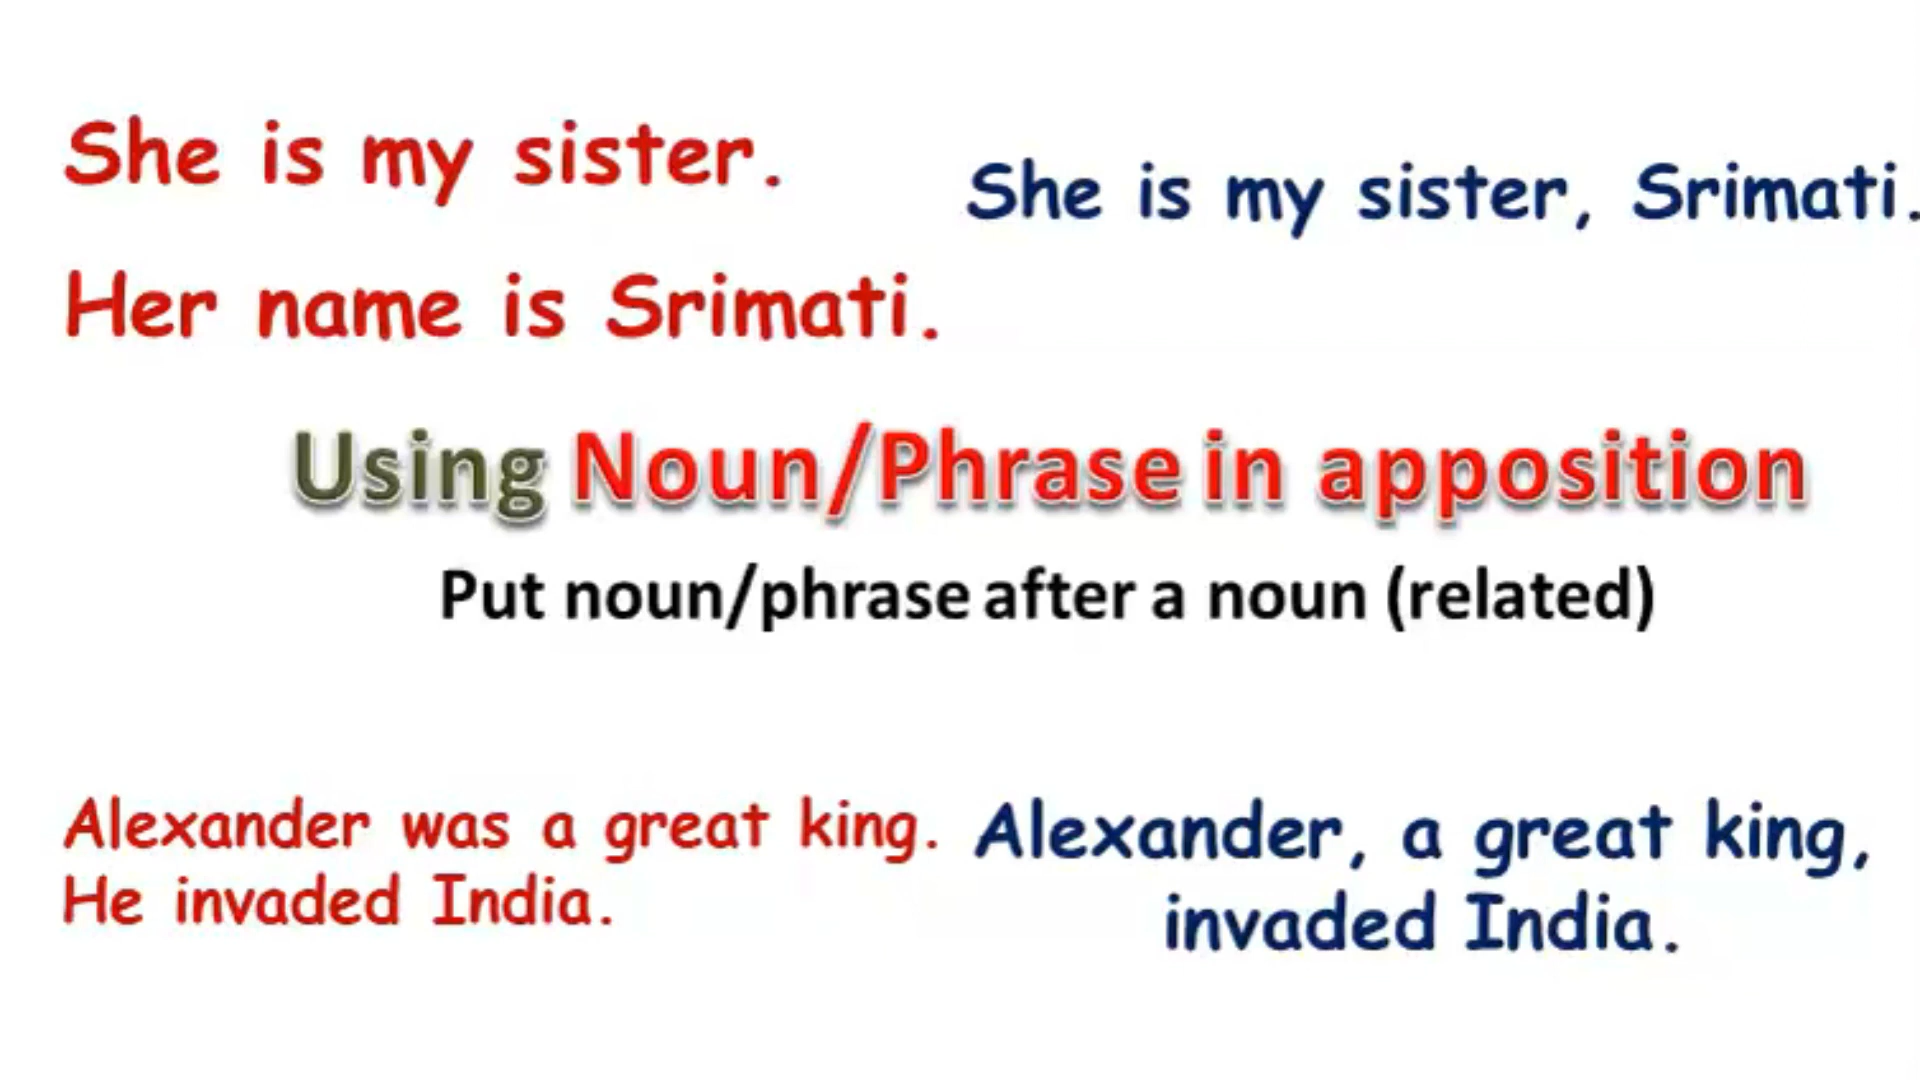 She is my sister.
She is my sister, Srimati.
Her name is Srimati.
Using Noun/Phrase in apposition
Put noun/phrase after a noun (related)
Alexander was a great king.
He invaded India.
Alexander, a great king,
invaded India.